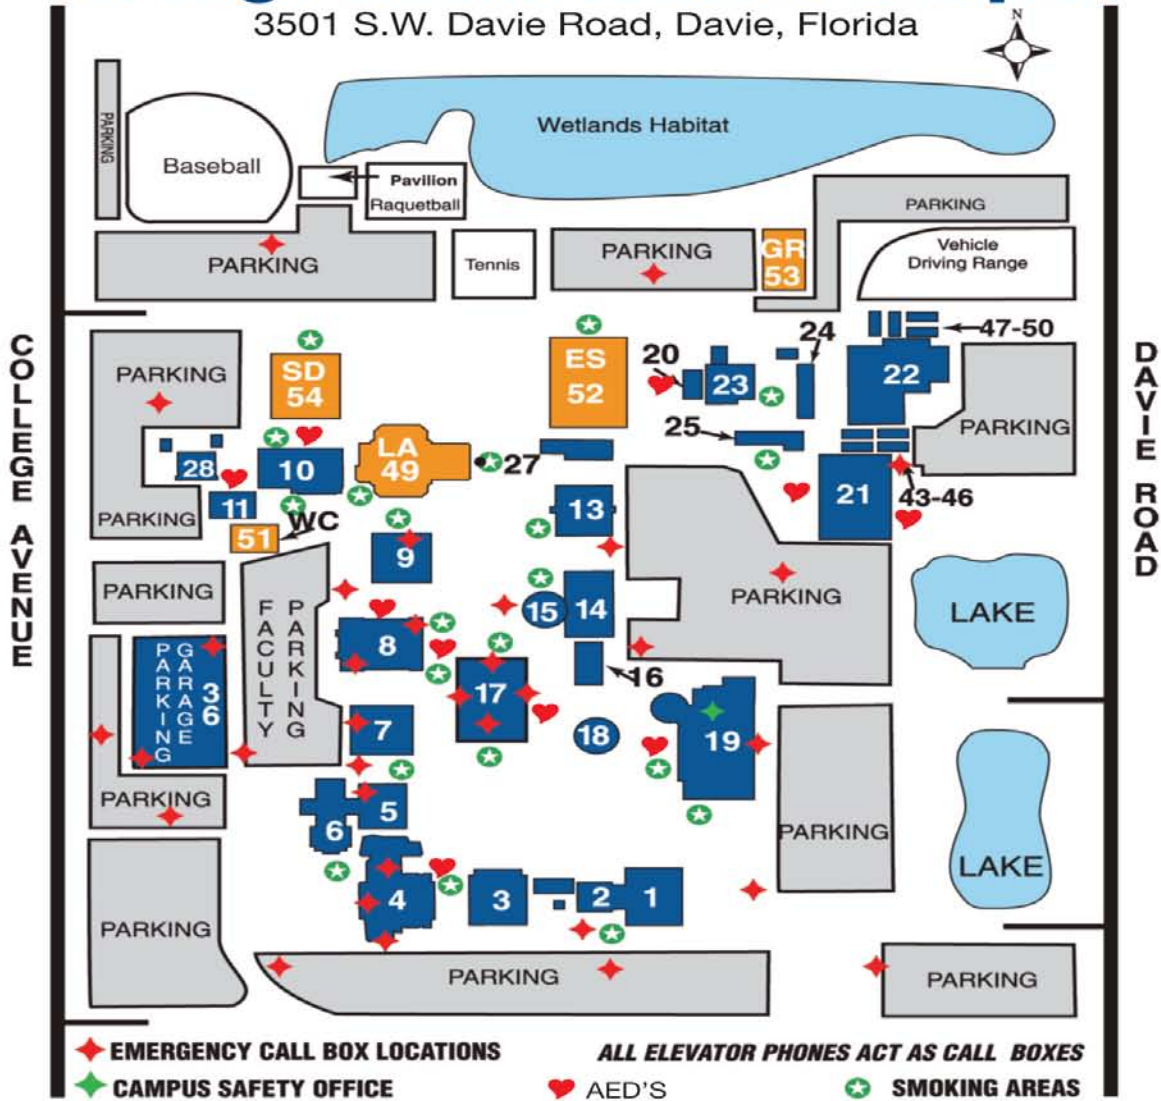 3501 S.W. Davie Road, Davie, Florida
N
PARKING
Wetlands Habitat
Baseball
Pavilion
Raquetball
PARKING
PARKING
Tennis
PARKING
GR
53
Vehicle
Driving Range
COLLEGE AVENUE
DAVIE ROAD
PARKING
SD
54
ES
52
20
23
24
47-50
22
PARKING
25
28
10
LA
49
27
11
PARKING
WC
51
13
21
43-46
9
PARKING
FACULTY
PARKING
15
14
PARKING
LAKE
8
PARKING
GARAGE
36
17
16
7
18
19
PARKING
5
6
PARKING
LAKE
PARKING
4
3
2
1
PARKING
PARKING
EMERGENCY CALL BOX LOCATIONS
ALL ELEVATOR PHONES ACT AS CALL BOXES
CAMPUS SAFETY OFFICE
AED'S
SMOKING AREAS